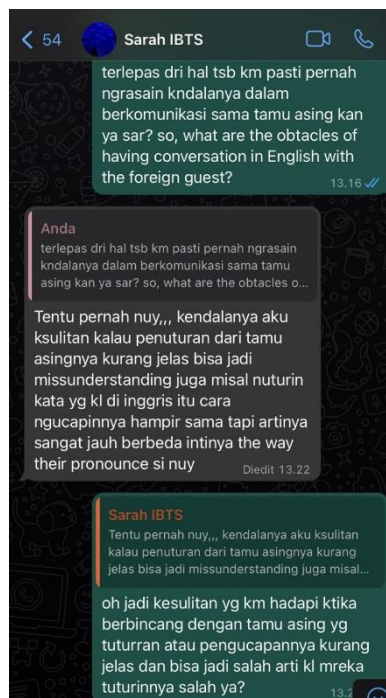 54 Sarah IBTS
terlepas dri hal tsb km pasti pernah
ngrasain kndalanya dalam
berkomunikasi sama tamu asing kan
ya sar? so, what are the obtacles of
having conversation in English with
the foreign guest?
13.16
Anda
terlepas dri hal tsb km pasti pernah ngrasain
kndalanya dalam berkomunikasi sama tamu
asing kan ya sar? so, what are the obtacles o...
Tentu pernah nuy,,, kendalanya aku
ksulitan kalau penuturan dari tamu
asingnya kurang jelas bisa jadi
missunderstanding juga misal nuturin
kata yg kl di inggris itu cara
ngucapinnya hampir sama tapi artinya
sangat jauh berbeda intinya the way
their pronounce si nuy
Diedit 13.22
Sarah IBTS
Tentu pernah nuy,,, kendalanya aku ksulitan
kalau penuturan dari tamu asingnya kurang
jelas bisa jadi missunderstanding juga misal...
oh jadi kesulitan yg km hadapi ktika
berbincang dengan tamu asing yg
tuturran atau pengucapannya kurang
jelas dan bisa jadi salah arti kl mreka
tuturinnya salah ya?